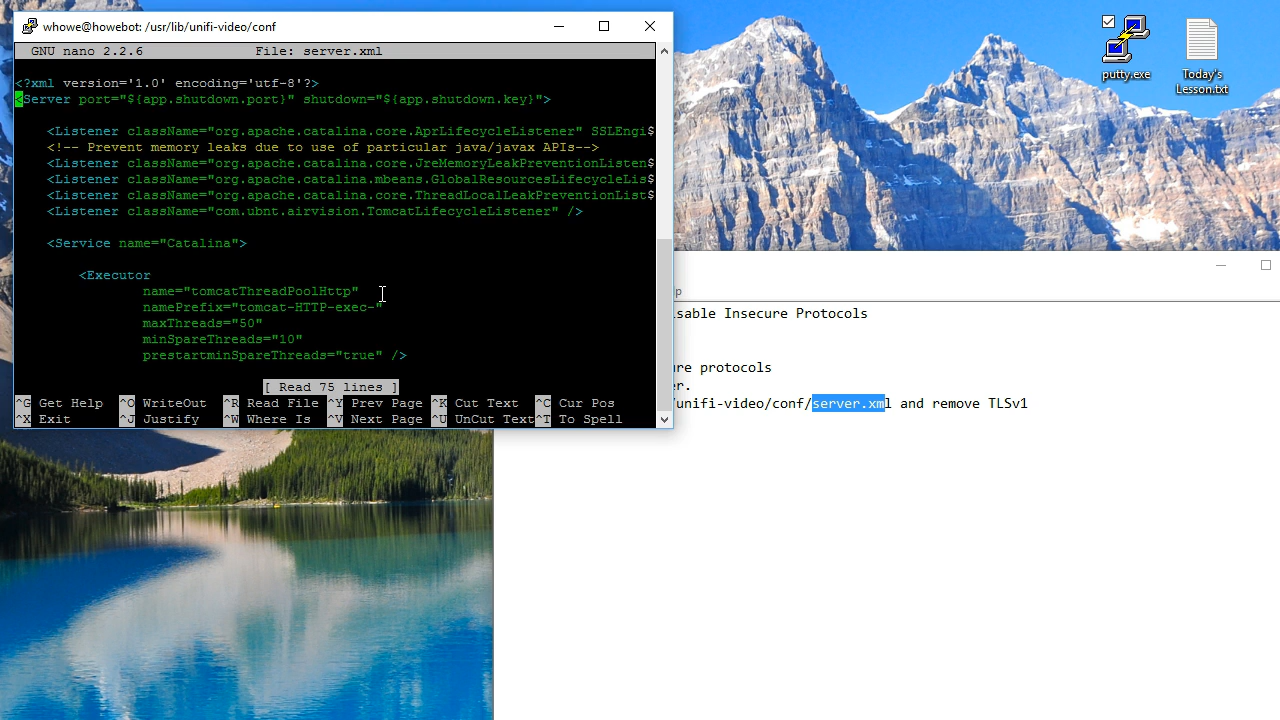 whowe@howebot: /usr/lib/unifi-video/conf
GNU nano 2.2.6 File: server.xml
<?xml version='1.0' encoding='utf-8'?>
<Server port="${app.shutdown.port}" shutdown="${app.shutdown.key}">
<Listener className="org.apache.catalina.core.AprLifecycleListener" SSLEngi$
<!-- Prevent memory leaks due to use of particular java/javax APIs-->
<Listener className="org.apache.catalina.core.JreMemoryLeakPreventionListen$
<Listener className="org.apache.catalina.mbeans.GlobalResourcesLifecycleLis$
<Listener className="org.apache.catalina.core.ThreadLocalLeakPreventionList$
<Listener className="com.ubnt.airvision.TomcatLifecycleListener" />
<Service name="Catalina">
<Executor
name="tomcatThreadPoolHttp"
namePrefix="tomcat-HTTP-exec-"
maxThreads="50"
minSpareThreads="10"
prestartminSpareThreads="true" />
[ Read 75 lines ]
^G Get Help ^O WriteOut ^R Read File ^Y Prev Page ^K Cut Text ^C Cur Pos
^X Exit ^J Justify ^W Where Is ^V Next Page ^U UnCut Text ^T To Spell
putty.exe
Today's
Lesson.txt
p
sable Insecure Protocols
re protocols
er.
/unifi-video/conf/server.xml and remove TLSv1